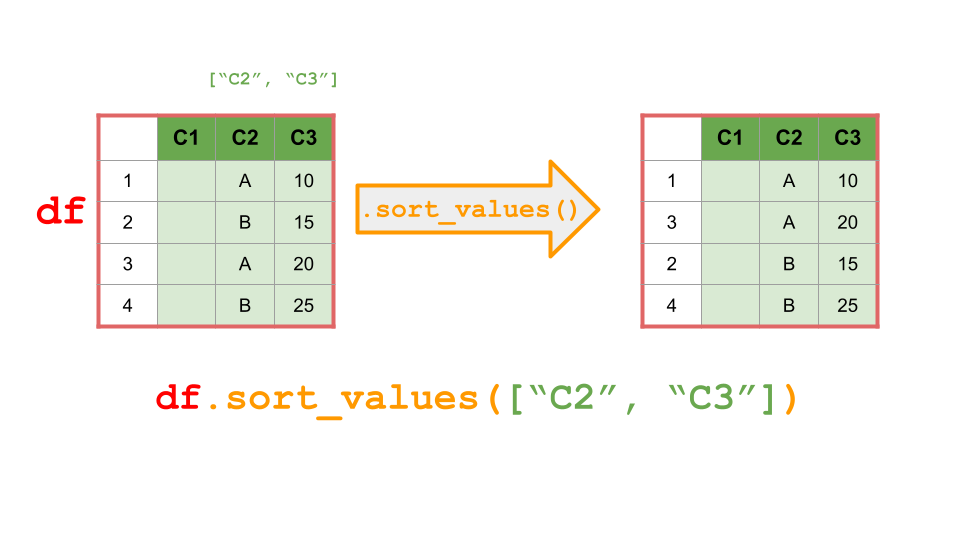 [“C2”, “C3”]
C1 C2 C3
1 A 10
2 B 15
3 A 20
4 B 25
df
.sort_values()
C1 C2 C3
1 A 10
3 A 20
2 B 15
4 B 25
df.sort_values([“C2”, “C3”])